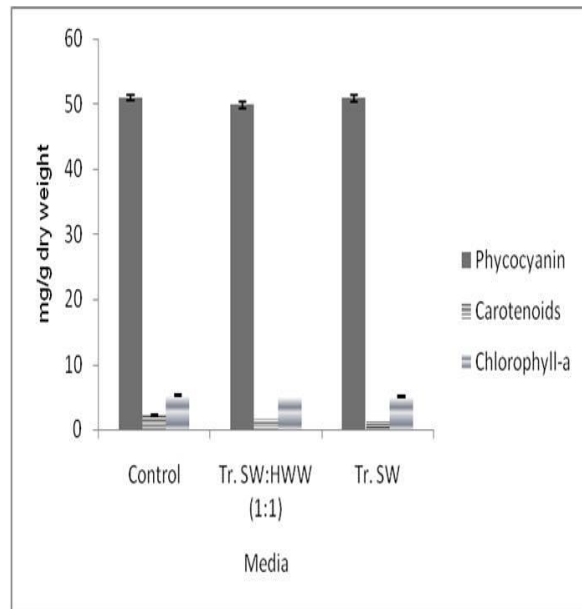 60
50
40
30
20
10
0
mg/g dry weight
Control
Tr. SW:HWW
(1:1)
Tr. SW
Media
Phycocyanin
Carotenoids
Chlorophyll-a